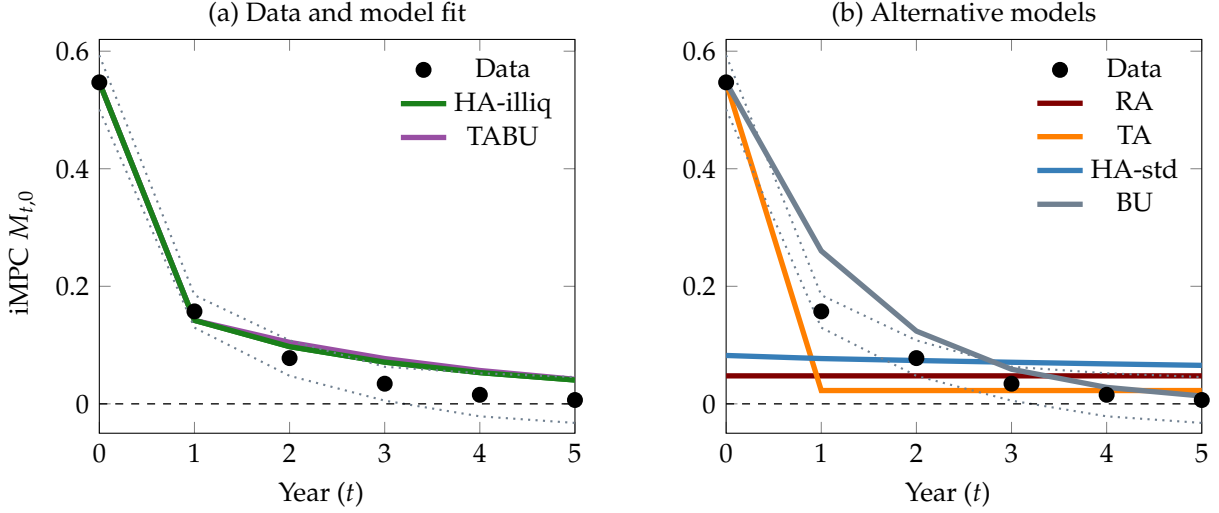 (a) Data and model fit
iMPC M_{t,0}
0.6
0.4
0.2
0
0 1 2 3 4 5
Year (t)
Data
HA-illiq
TABU
(b) Alternative models
0.6
0.4
0.2
0
0 1 2 3 4 5
Year (t)
Data
RA
TA
HA-std
BU